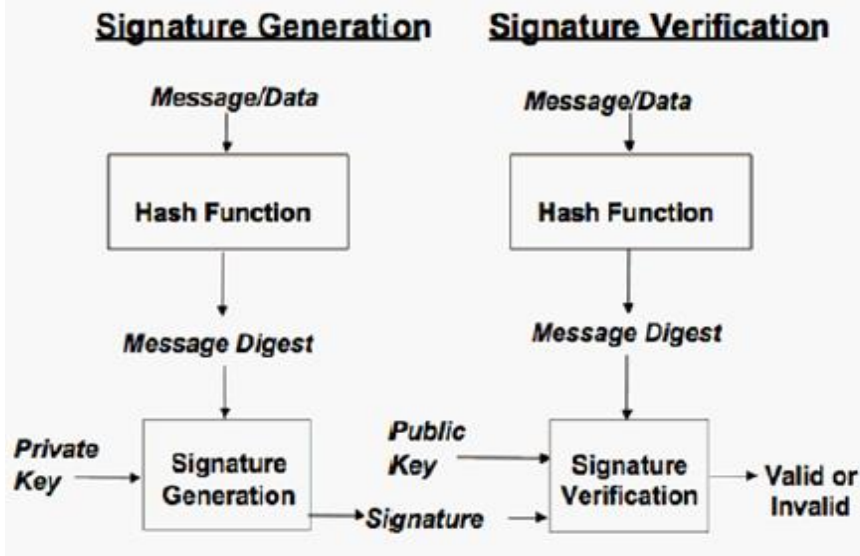 Signature Generation
Signature Verification
Message/Data
Message/Data
Hash Function
Hash Function
Message Digest
Message Digest
Private
Key
Signature
Generation
Public
Key
Signature
Signature
Verification
Valid or
Invalid